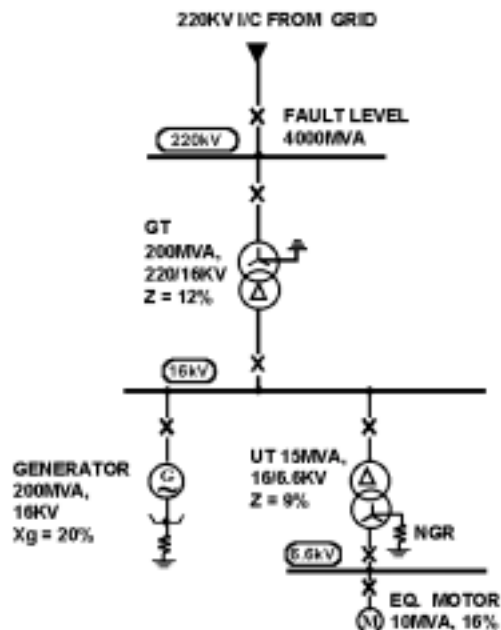 220KV I/C FROM GRID
FAULT LEVEL
4000MVA
220kV
GT
200MVA,
220/16KV
Z = 12%
16kV
GENERATOR
200MVA,
16KV
Xg = 20%
G
UT 15MVA,
16/6.6KV
Z = 9%
NGR
6.6kV
EQ. MOTOR
10MVA, 16%
M